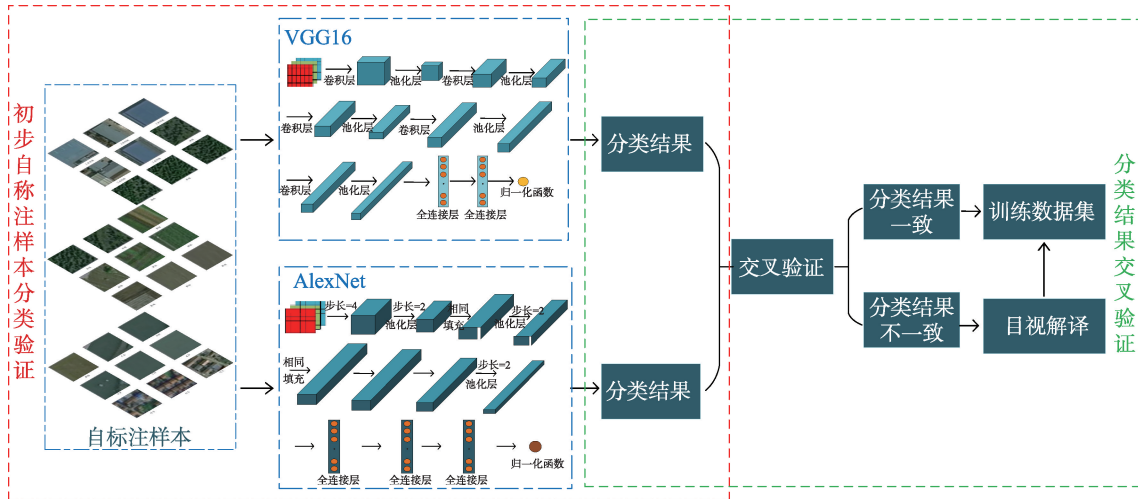 初步自称注样本分类验证
自标注样本
VGG16
卷积层
池化层
卷积层
池化层
卷积层
池化层
卷积层
池化层
卷积层
池化层
全连接层
全连接层
归一化函数
AlexNet
步长=4
步长=2
池化层
相同
填充
步长=2
池化层
相同
填充
步长=2
池化层
全连接层
全连接层
全连接层
归一化函数
分类结果
分类结果
交叉验证
分类结果
一致
训练数据集
分类结果
不一致
目视解译
分类结果交叉验证